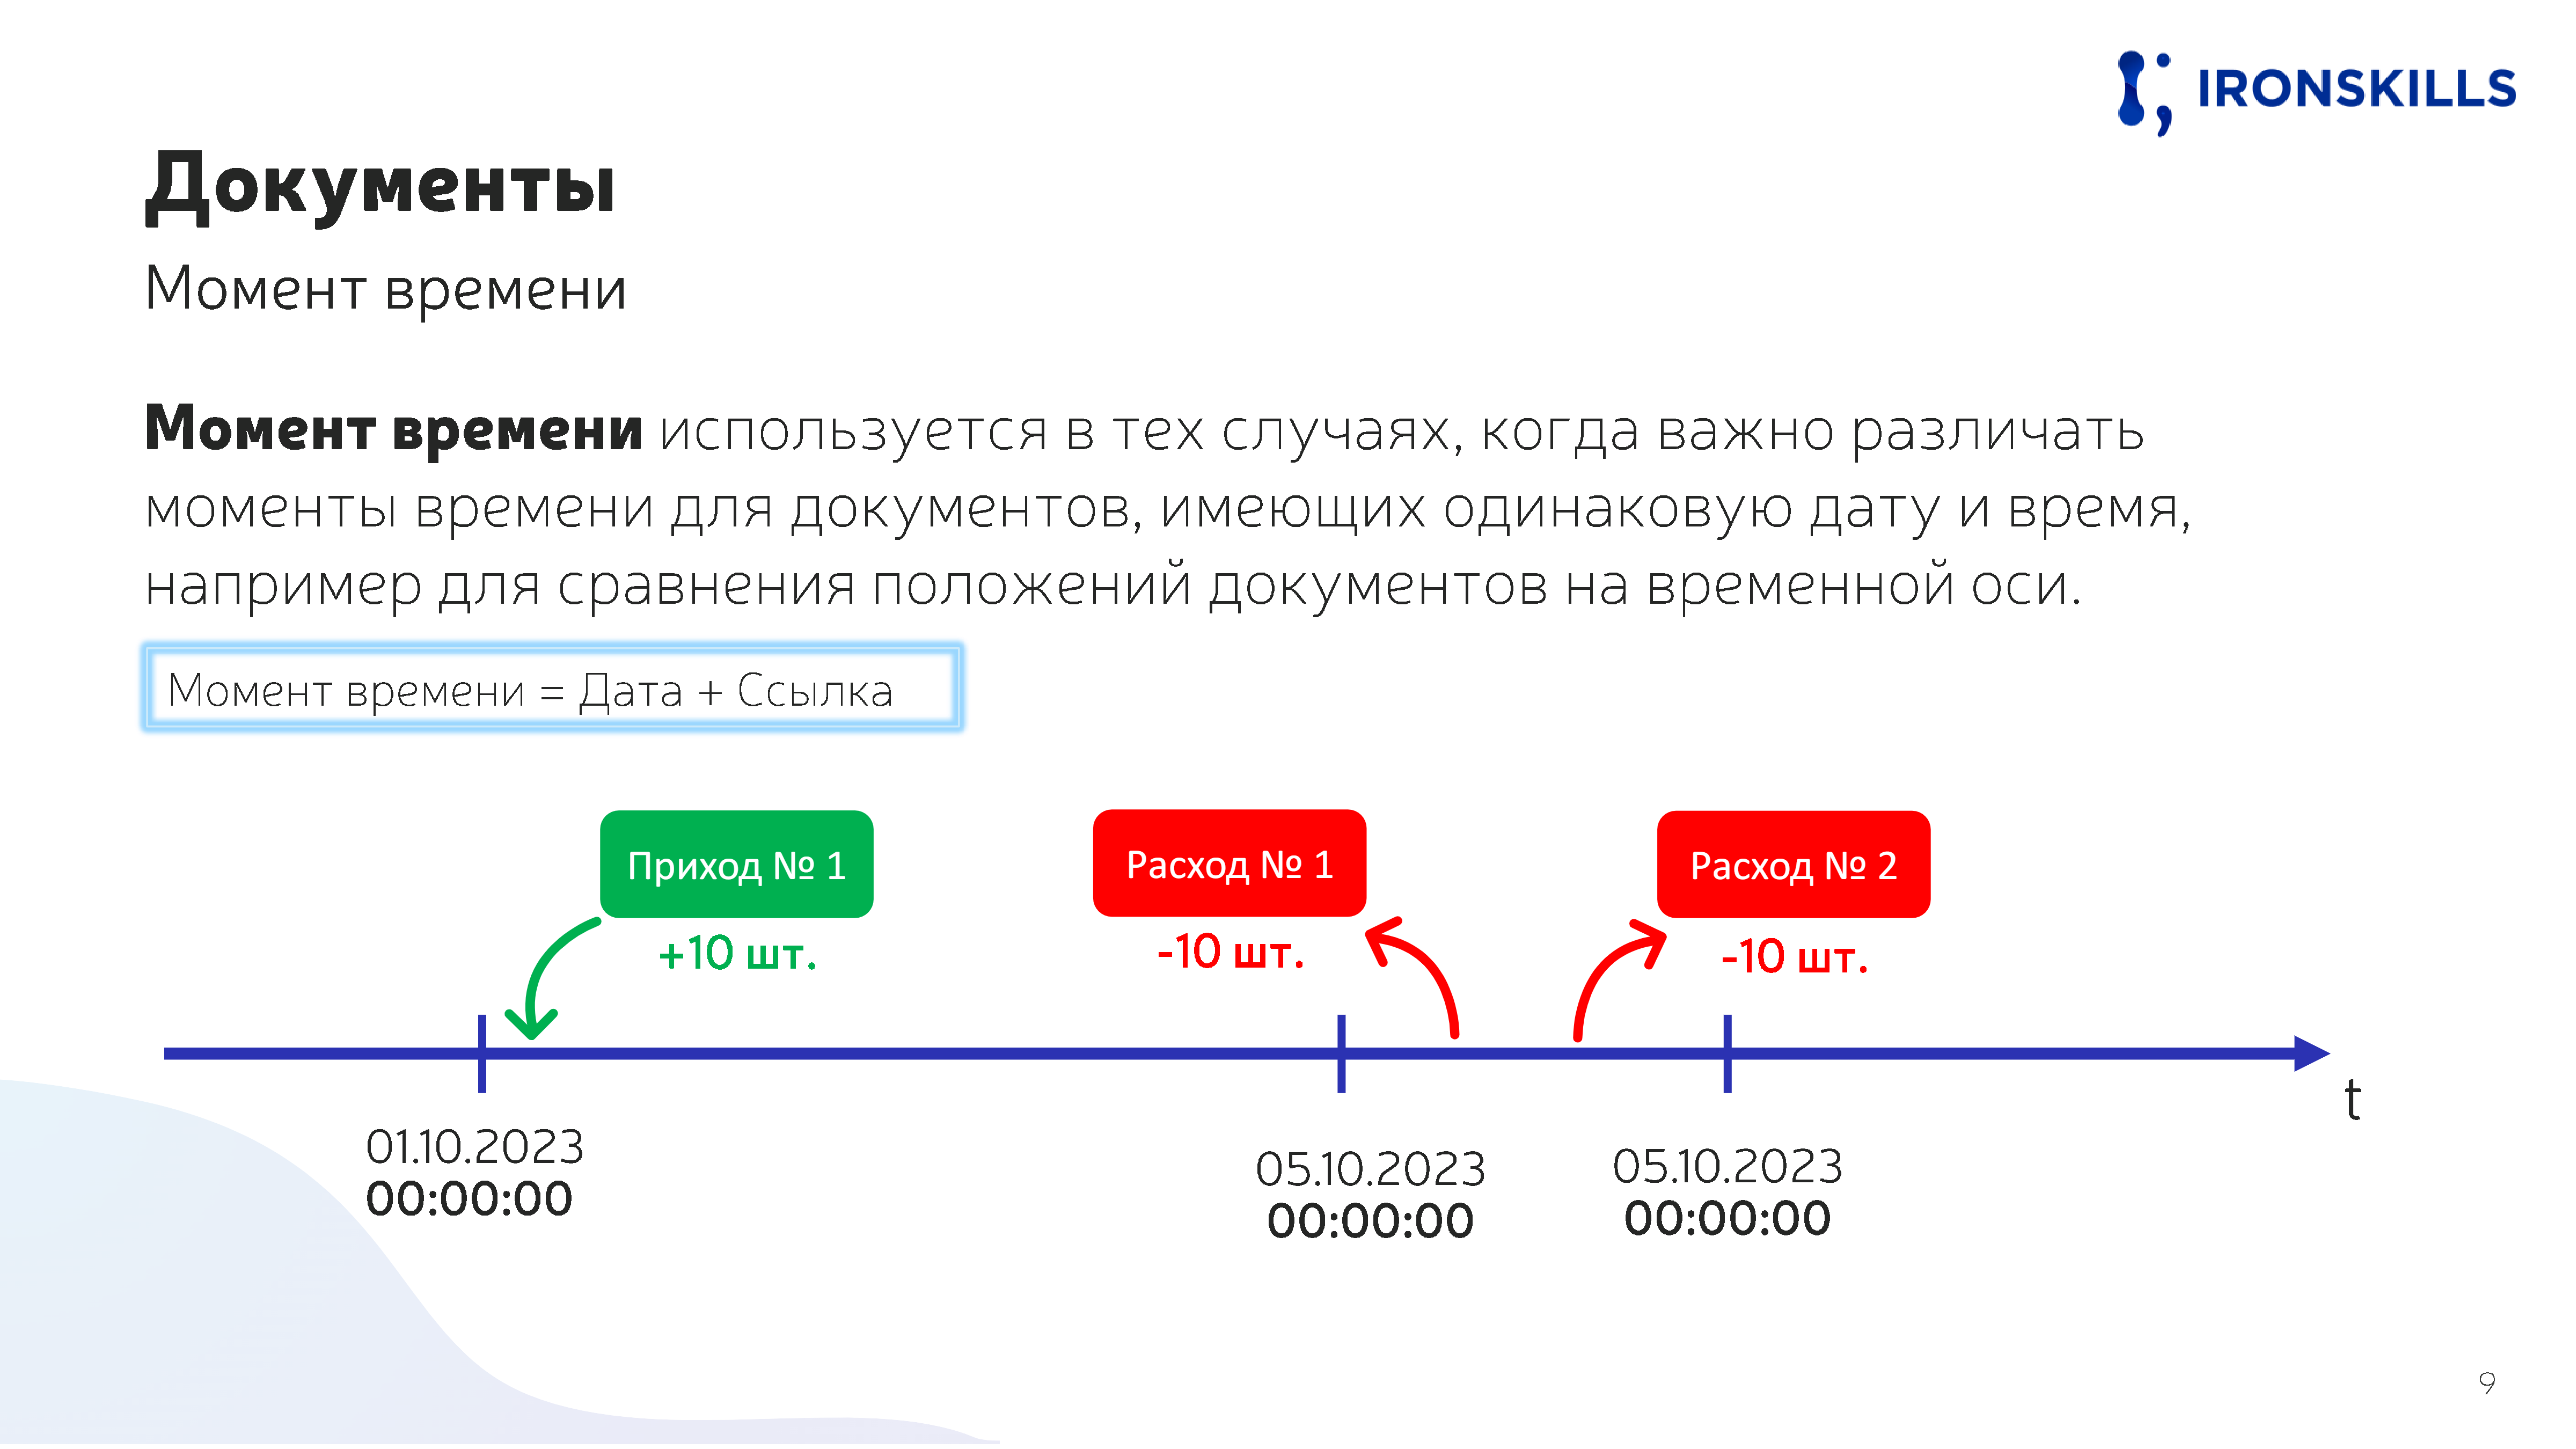 IRONSKILLS
Документы
Момент времени
Момент времени используется в тех случаях, когда важно различать
моменты времени для документов, имеющих одинаковую дату и время,
например для сравнения положений документов на временной оси.
Момент времени = Дата + Ссылка
Приход № 1
Расход № 1
Расход № 2
+10 шт.
-10 шт.
-10 шт.
t
01.10.2023
00:00:00
05.10.2023
00:00:00
05.10.2023
00:00:00
9